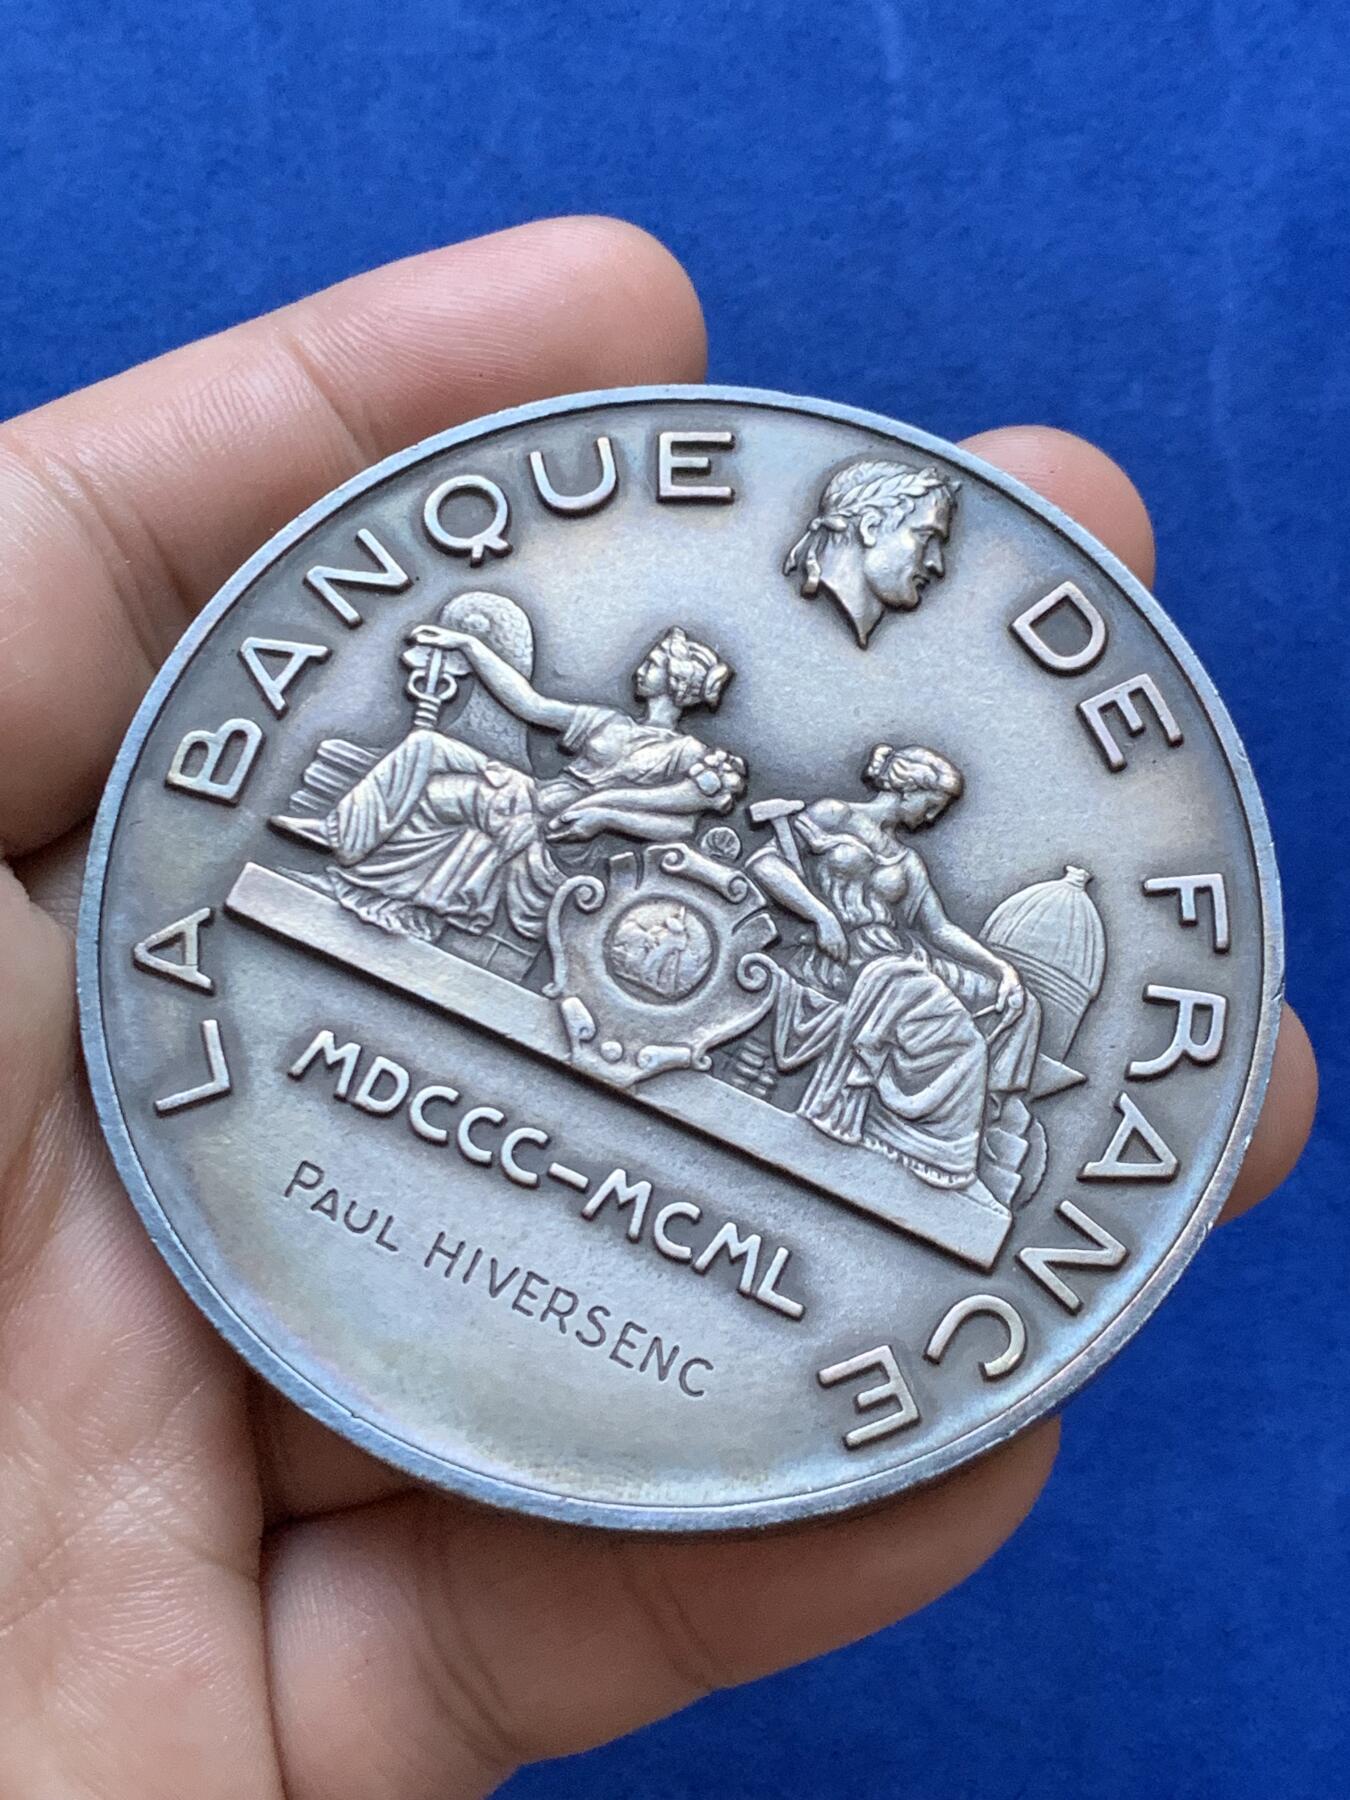 LA BANQUE DE FRANCE
MDCCC-MCML
PAUL HIVERSENC